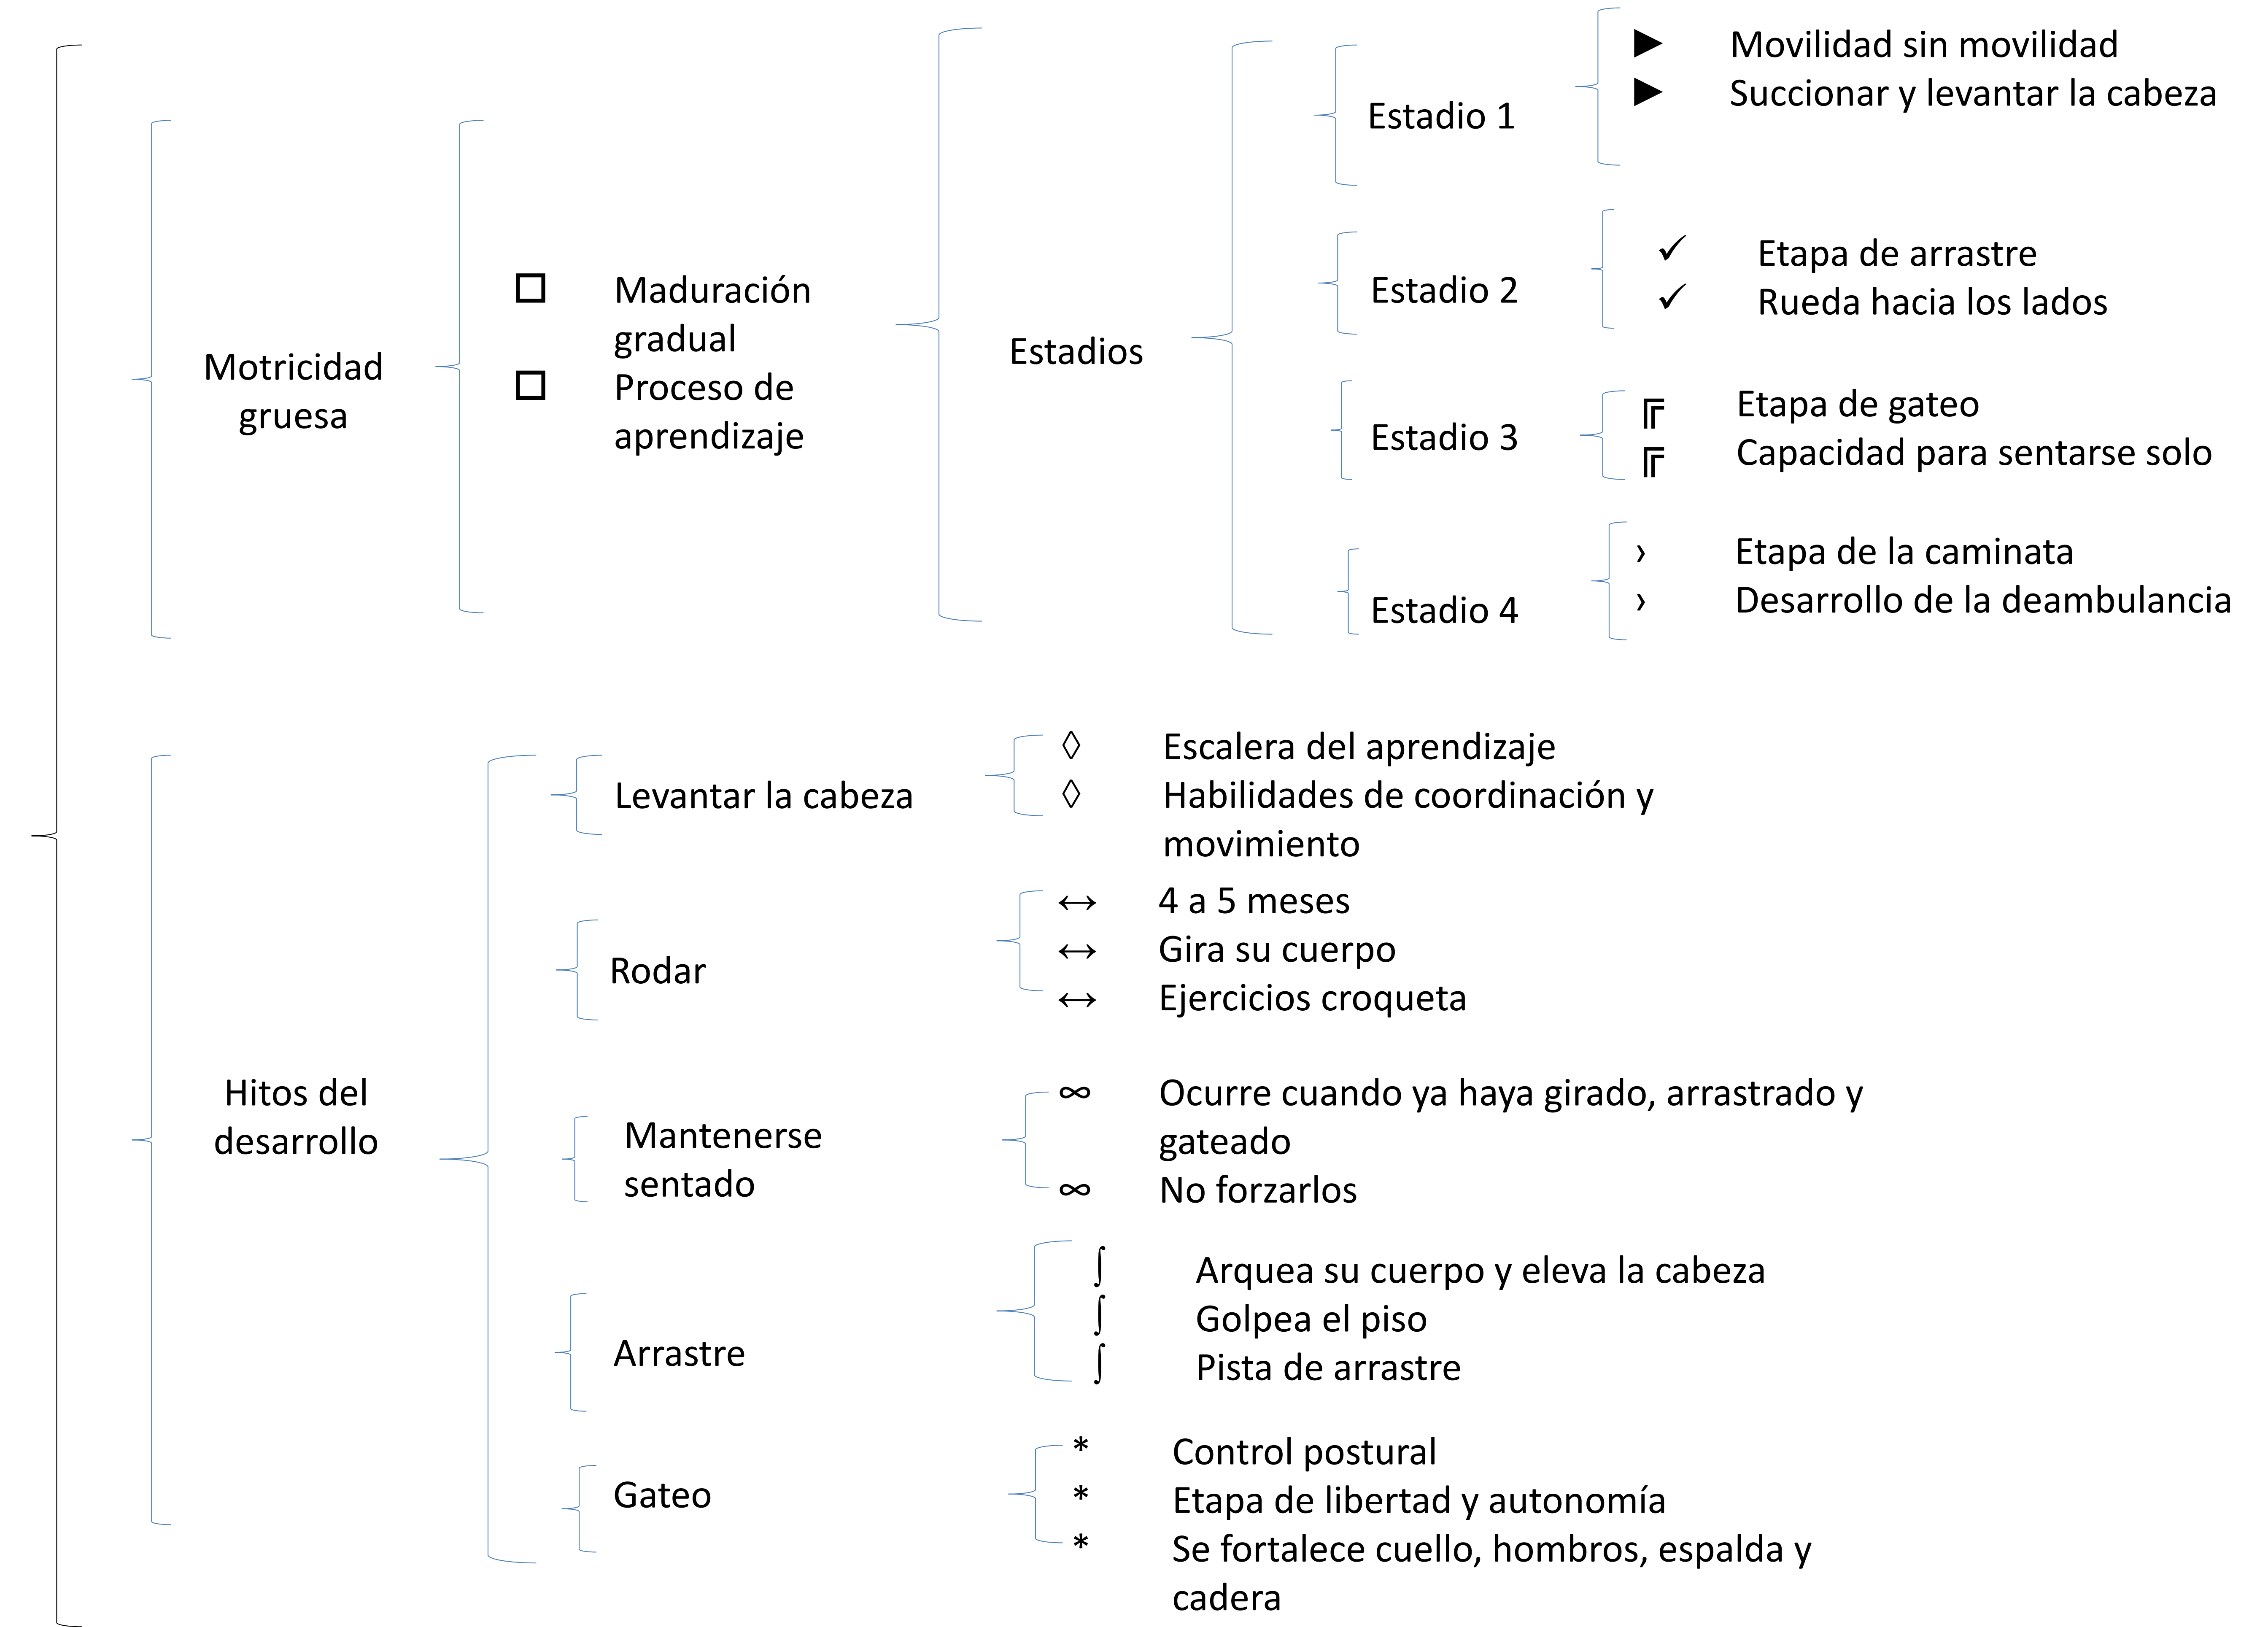 Motricidad
gruesa
□ Maduración
gradual
□ Proceso de
aprendizaje
Estadios
Estadio 1
► Movilidad sin movilidad
► Succionar y levantar la cabeza
Estadio 2
✓ Etapa de arrastre
✓ Rueda hacia los lados
Estadio 3
╔ Etapa de gateo
╔ Capacidad para sentarse solo
Estadio 4
› Etapa de la caminata
› Desarrollo de la deambulancia
Hitos del
desarrollo
Levantar la cabeza
◊ Escalera del aprendizaje
◊ Habilidades de coordinación y
movimiento
Rodar
↔ 4 a 5 meses
↔ Gira su cuerpo
↔ Ejercicios croqueta
Mantenerse
sentado
∞ Ocurre cuando ya haya girado, arrastrado y
gateado
∞ No forzarlos
Arrastre
∫ Arquea su cuerpo y eleva la cabeza
∫ Golpea el piso
∫ Pista de arrastre
Gateo
* Control postural
* Etapa de libertad y autonomía
* Se fortalece cuello, hombros, espalda y
cadera